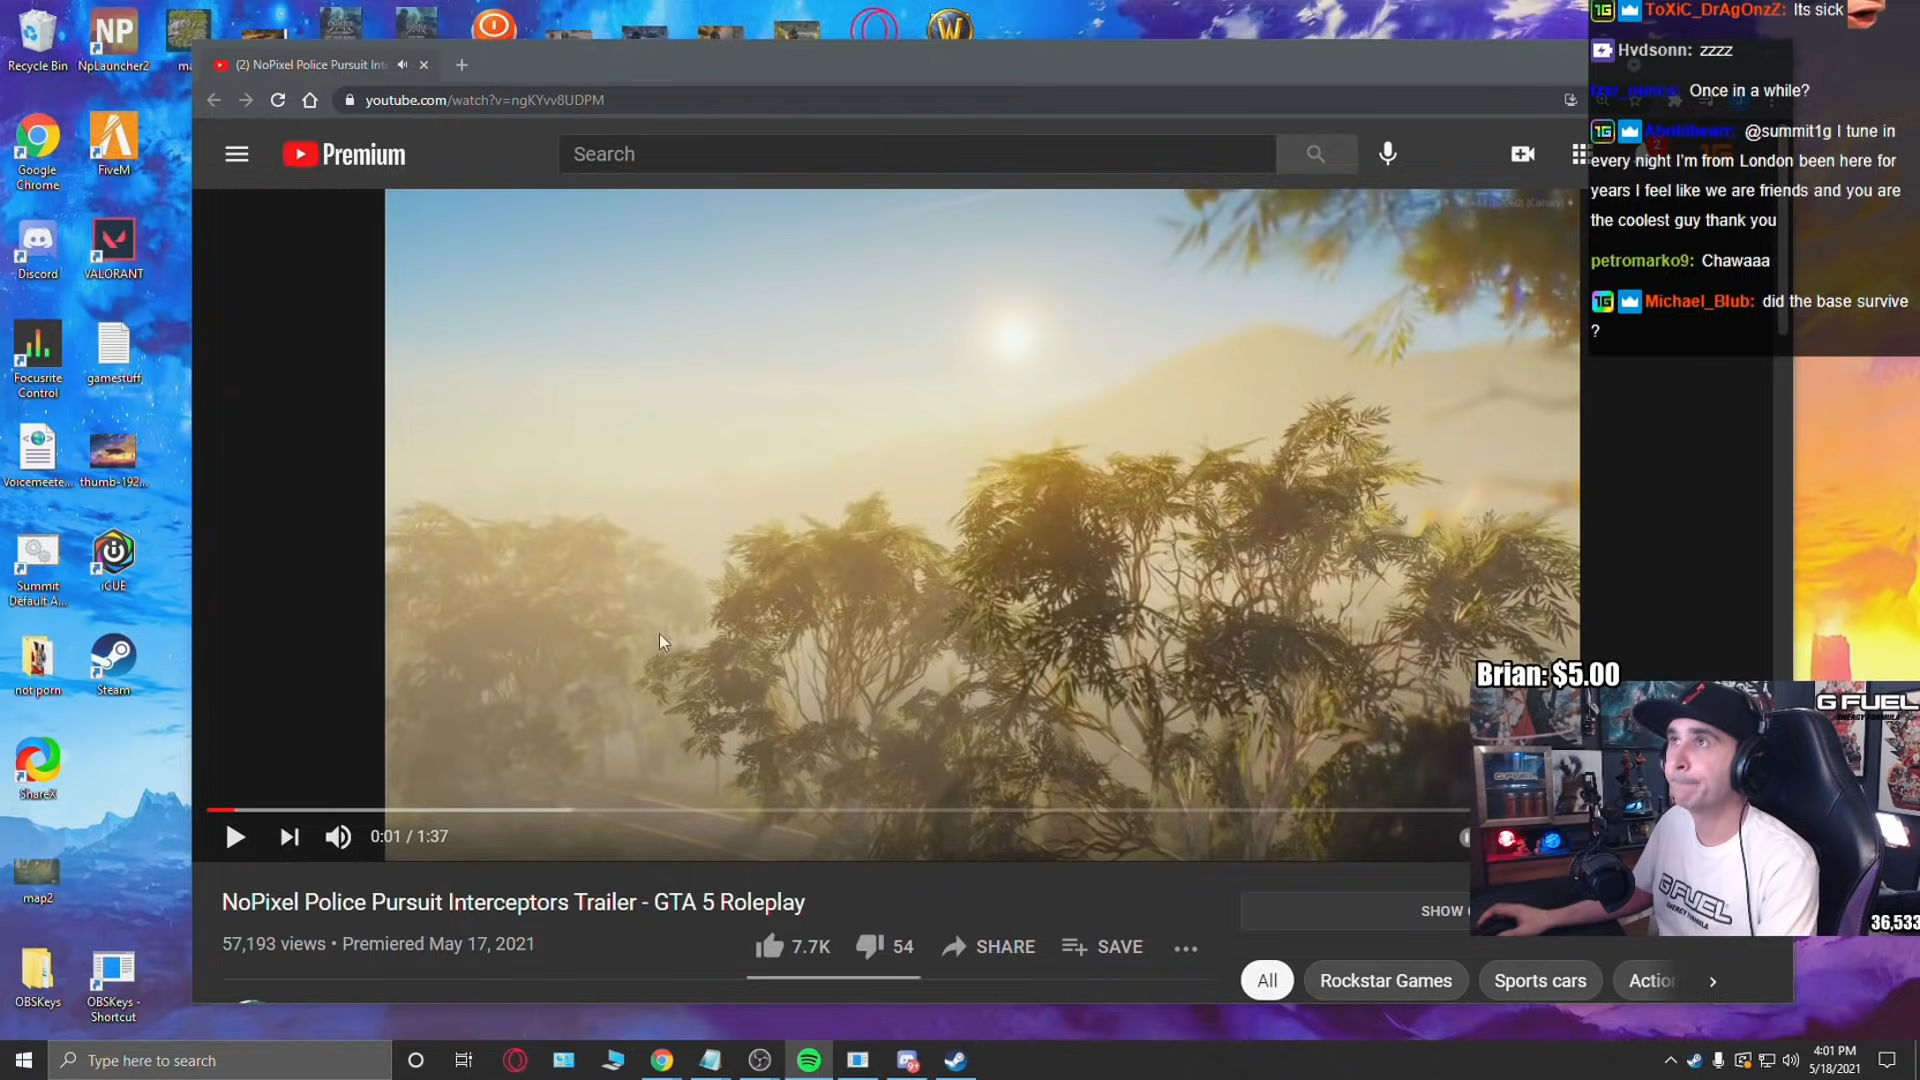 ToXiC_DrAgOnzZ: Its sick
Hvdsonn: zzzz
Once in a while?
@summit1g I tune in
every night I'm from London been here for
years I feel like we are friends and you are
the coolest guy thank you
petromarko9: Chawaaa
Michael_Blub: did the base survive
?
(2) NoPixel Police Pursuit Int
youtube.com/watch?v=ngKYvv8UDPM
Premium
Search
Recycle Bin
NpLauncher2
Google
Chrome
FiveM
Discord
VALORANT
Focusrite
Control
gamestuff,
Voicemeete...
thumb-192...
Summit
Default A...
iCUE
not porn
Steam
ShareX
map2
OBSKeys
OBSKeys -
Shortcut
Brian: $5.00
G FUEL
ENERGY FORMULA
G FUEL
36,533
0:01 / 1:37
NoPixel Police Pursuit Interceptors Trailer - GTA 5 Roleplay
57,193 views • Premiered May 17, 2021
7.7K
54
SHARE
SAVE
SHOW
All
Rockstar Games
Sports cars
Action
Type here to search
4:01 PM
5/18/2021